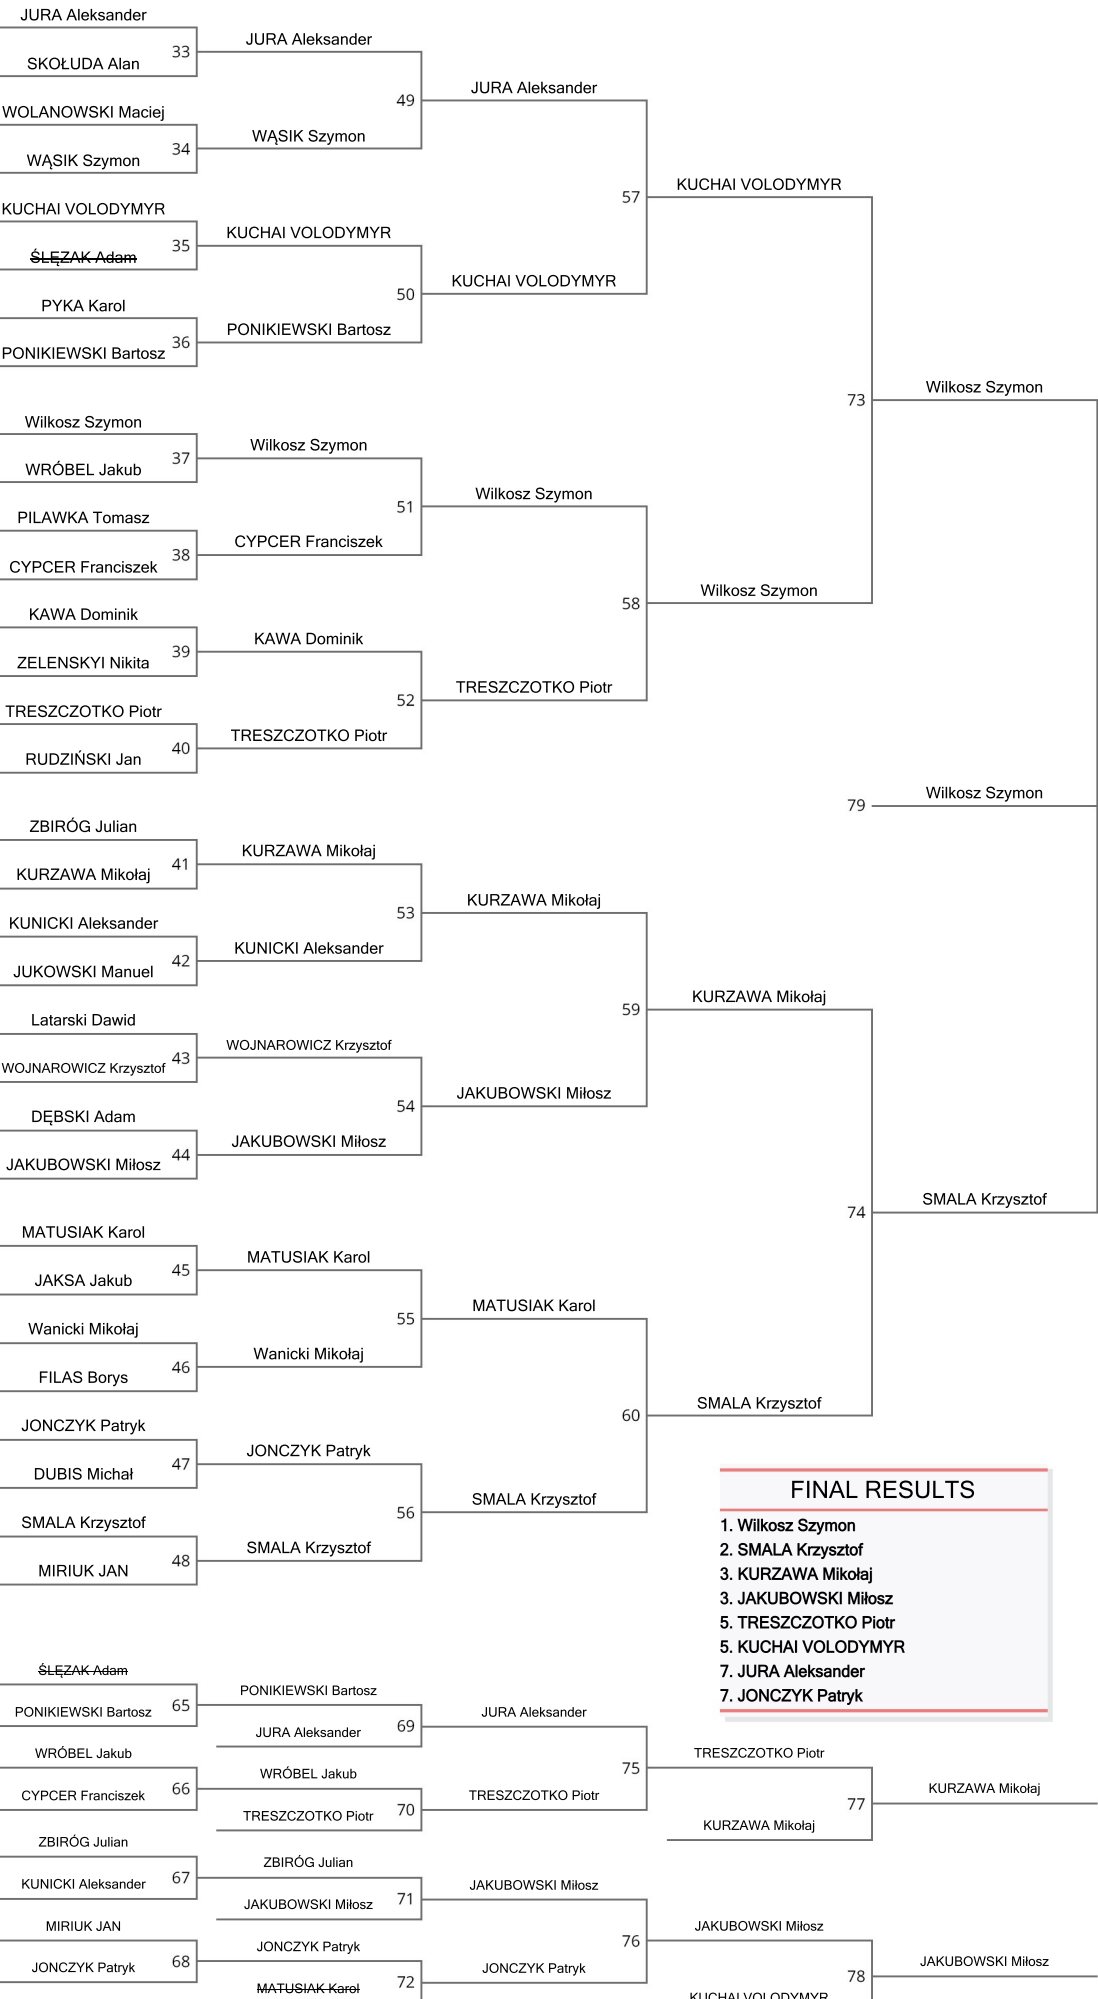 JURA Aleksander
33
SKOŁUDA Alan
JURA Aleksander
49
WOLANOWSKI Maciej
34
WĄSIK Szymon
WĄSIK Szymon
JURA Aleksander
57
KUCHAI VOLODYMYR
35
ŚLĘZAK Adam
KUCHAI VOLODYMYR
50
PYKA Karol
36
PONIKIEWSKI Bartosz
PONIKIEWSKI Bartosz
KUCHAI VOLODYMYR
KUCHAI VOLODYMYR
73
Wilkosz Szymon
37
WRÓBEL Jakub
Wilkosz Szymon
51
PILAWKA Tomasz
38
CYPCER Franciszek
CYPCER Franciszek
Wilkosz Szymon
58
KAWA Dominik
39
ZELENSKYI Nikita
KAWA Dominik
52
TRESZCZOTKO Piotr
40
RUDZIŃSKI Jan
TRESZCZOTKO Piotr
TRESZCZOTKO Piotr
Wilkosz Szymon
Wilkosz Szymon
79
Wilkosz Szymon
ZBIRÓG Julian
41
KURZAWA Mikołaj
KURZAWA Mikołaj
53
KUNICKI Aleksander
42
JUKOWSKI Manuel
KUNICKI Aleksander
KURZAWA Mikołaj
59
Latarski Dawid
43
WOJNAROWICZ Krzysztof
WOJNAROWICZ Krzysztof
54
DĘBSKI Adam
44
JAKUBOWSKI Miłosz
JAKUBOWSKI Miłosz
JAKUBOWSKI Miłosz
KURZAWA Mikołaj
74
SMALA Krzysztof
MATUSIAK Karol
45
JAKSA Jakub
MATUSIAK Karol
55
Wanicki Mikołaj
46
FILAS Borys
Wanicki Mikołaj
MATUSIAK Karol
60
SMALA Krzysztof
JONCZYK Patryk
47
DUBIS Michał
JONCZYK Patryk
56
SMALA Krzysztof
48
MIRIUK JAN
SMALA Krzysztof
SMALA Krzysztof
FINAL RESULTS
1. Wilkosz Szymon
2. SMALA Krzysztof
3. KURZAWA Mikołaj
3. JAKUBOWSKI Miłosz
5. TRESZCZOTKO Piotr
5. KUCHAI VOLODYMYR
7. JURA Aleksander
7. JONCZYK Patryk
ŚLĘZAK Adam
65
PONIKIEWSKI Bartosz
PONIKIEWSKI Bartosz
69
JURA Aleksander
JURA Aleksander
75
WRÓBEL Jakub
66
CYPCER Franciszek
WRÓBEL Jakub
70
TRESZCZOTKO Piotr
TRESZCZOTKO Piotr
TRESZCZOTKO Piotr
77
KURZAWA Mikołaj
KURZAWA Mikołaj
ZBIRÓG Julian
67
KUNICKI Aleksander
ZBIRÓG Julian
71
JAKUBOWSKI Miłosz
JAKUBOWSKI Miłosz
76
MIRIUK JAN
68
JONCZYK Patryk
JONCZYK Patryk
72
MATUSIAK Karol
JONCZYK Patryk
JAKUBOWSKI Miłosz
78
KUCHAI VOLODYMYR
JAKUBOWSKI Miłosz